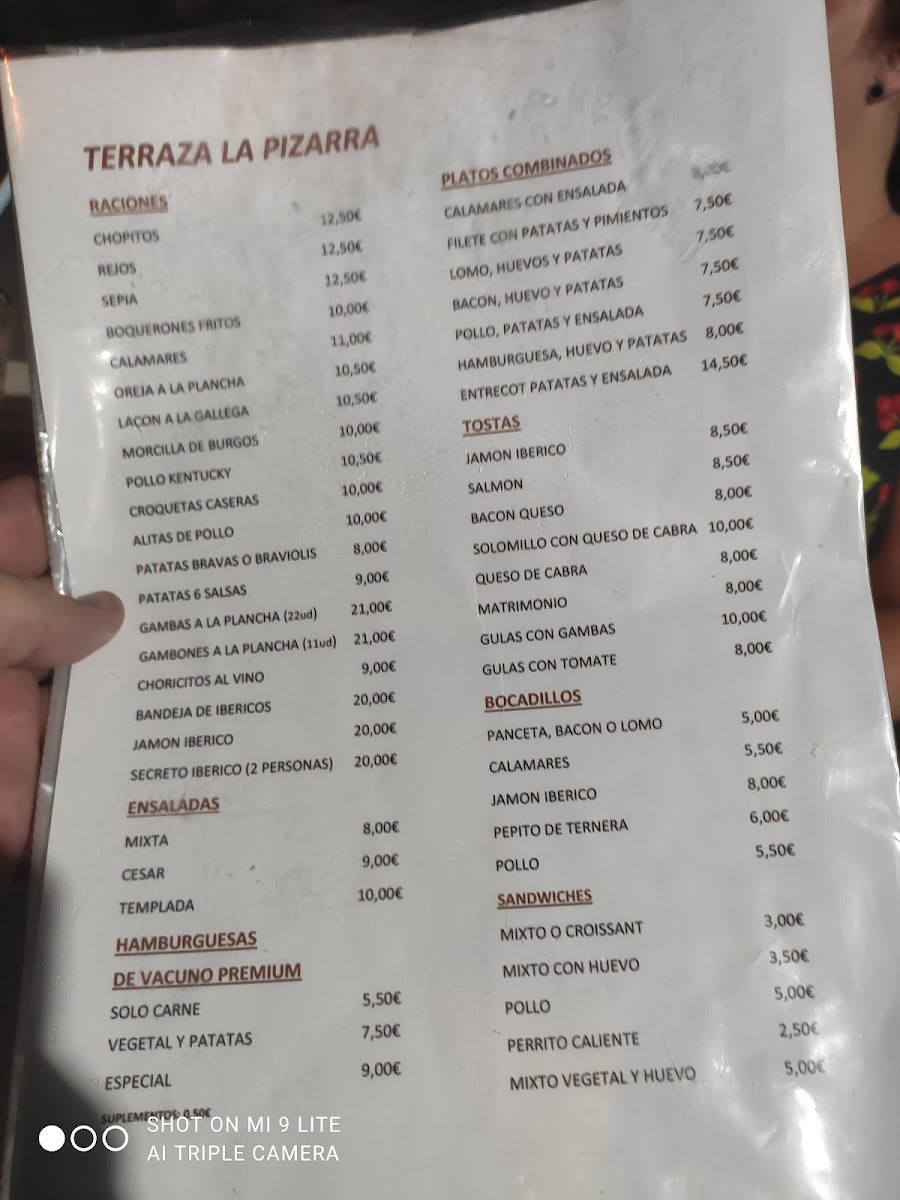 TERRAZA LA PIZARRA
RACIONES
CHOPITOS 12,50€
REJOS 12,50€
SEPIA 12,50€
BOQUERONES FRITOS 10,00€
CALAMARES 11,00€
OREJA A LA PLANCHA 10,50€
LACON A LA GALLEGA 10,50€
MORCILLA DE BURGOS 10,00€
POLLO KENTUCKY 10,50€
CROQUETAS CASERAS 10,00€
ALITAS DE POLLO 10,00€
PATATAS BRAVAS O BRAVIOLIS 8,00€
PATATAS 6 SALSAS 9,00€
GAMBAS A LA PLANCHA (22ud) 21,00€
GAMBONES A LA PLANCHA (11ud) 21,00€
CHORICITOS AL VINO 9,00€
BANDEJA DE IBERICOS 20,00€
JAMON IBERICO 20,00€
SECRETO IBERICO (2 PERSONAS) 20,00€
ENSALADAS
MIXTA 8,00€
CESAR 9,00€
TEMPLADA 10,00€
HAMBURGUESAS
DE VACUNO PREMIUM
SOLO CARNE 5,50€
VEGETAL Y PATATAS 7,50€
ESPECIAL 9,00€
SUPLEMENTOS: 0,50€
PLATOS COMBINADOS
CALAMARES CON ENSALADA 8,00€
FILETE CON PATATAS Y PIMIENTOS 7,50€
LOMO, HUEVOS Y PATATAS 7,50€
BACON, HUEVO Y PATATAS 7,50€
POLLO, PATATAS Y ENSALADA 7,50€
HAMBURGUESA, HUEVO Y PATATAS 8,00€
ENTRECOT PATATAS Y ENSALADA 14,50€
TOSTAS
JAMON IBERICO 8,50€
SALMON 8,50€
BACON QUESO 8,00€
SOLOMILLO CON QUESO DE CABRA 10,00€
QUESO DE CABRA 8,00€
MATRIMONIO 8,00€
GULAS CON GAMBAS 10,00€
GULAS CON TOMATE 8,00€
BOCADILLOS
PANCETA, BACON O LOMO 5,00€
CALAMARES 5,50€
JAMON IBERICO 8,00€
PEPITO DE TERNERA 6,00€
POLLO 5,50€
SANDWICHES
MIXTO O CROISSANT 3,00€
MIXTO CON HUEVO 3,50€
POLLO 5,00€
PERRITO CALIENTE 2,50€
MIXTO VEGETAL Y HUEVO 5,00€
SHOT ON MI 9 LITE
AI TRIPLE CAMERA